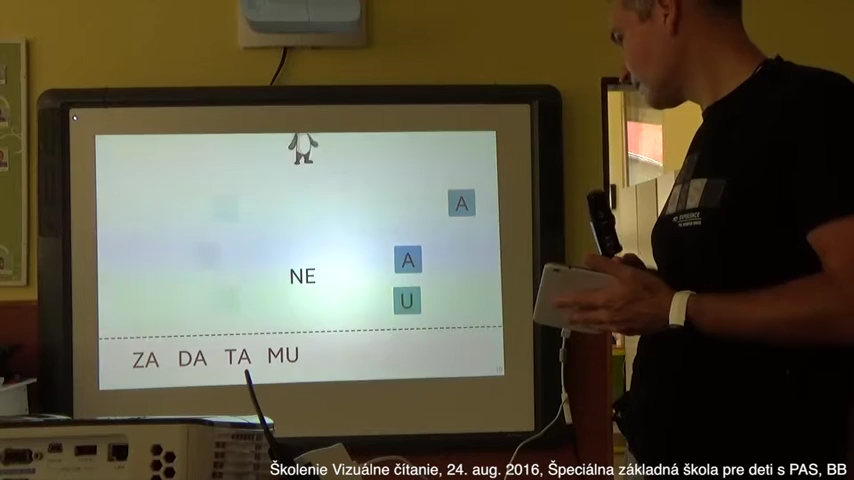 A
A
NE
U
ZA DA TA MU
Školenie Vizuálne čítanie, 24. aug. 2016, Špeciálna základná škola pre deti s PAS, BB